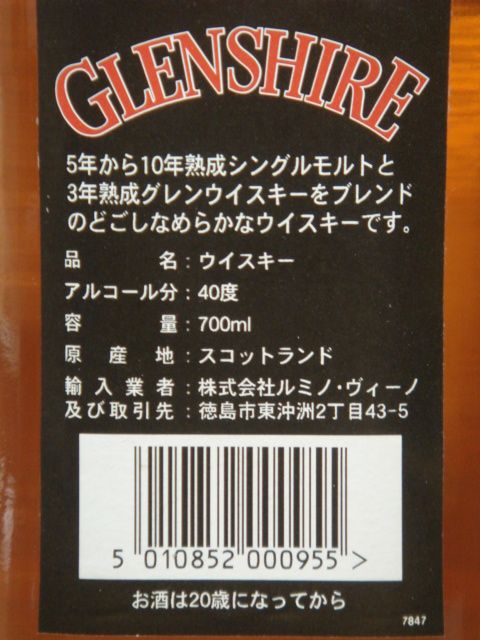 GLENSHIRE
5年から10年熟成シングルモルトと
3年熟成グレンウイスキーをブレンド
のどごしなめらかなウイスキーです。
品名：ウイスキー
アルコール分：40度
容量：700ml
原産地：スコットランド
輸入業者：株式会社ルミノ・ヴィーノ
及び取引先：徳島市東沖洲2丁目43-5
5 010852 000955 >
お酒は20歳になってから
7847